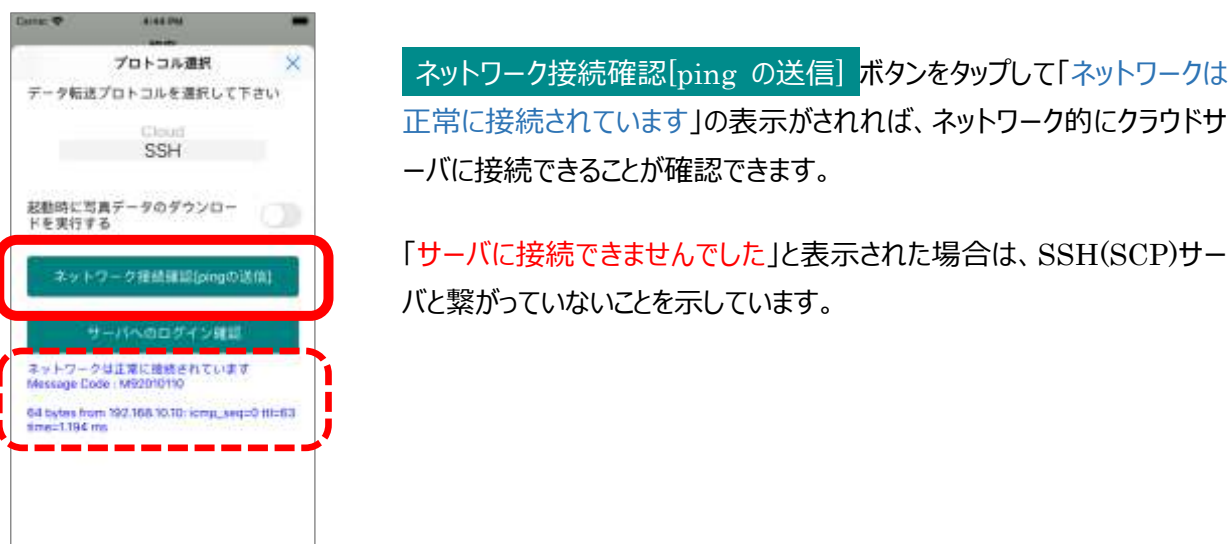 Carrier 4:44 PM
プロトコル選択
データ転送プロトコルを選択して下さい
Cloud
SSH
起動時に写真データのダウンロー
ドを実行する
ネットワーク接続確認[pingの送信]
サーバへのログイン確認
ネットワークは正常に接続されています
Message Code : M92010110
64 bytes from 192.168.10.10: icmp_seq=0 ttl=63
time=1.194 ms
ネットワーク接続確認[ping の送信] ボタンをタップして「ネットワークは
正常に接続されています」の表示がされれば、ネットワーク的にクラウドサ
ーバに接続できることが確認できます。
「サーバに接続できませんでした」と表示された場合は、SSH(SCP)サー
バと繋がっていないことを示しています。